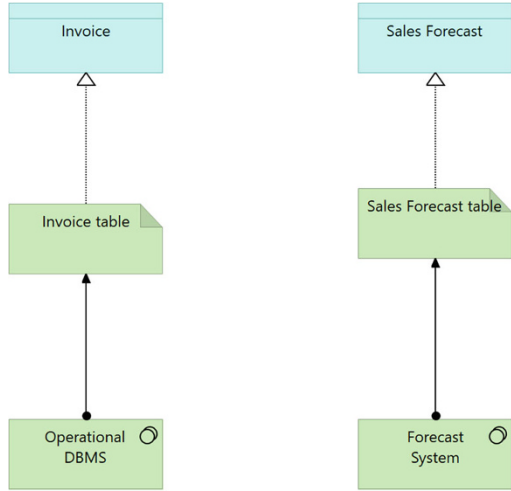 Invoice
Sales Forecast
Invoice table
Sales Forecast table
Operational
DBMS
Forecast
System